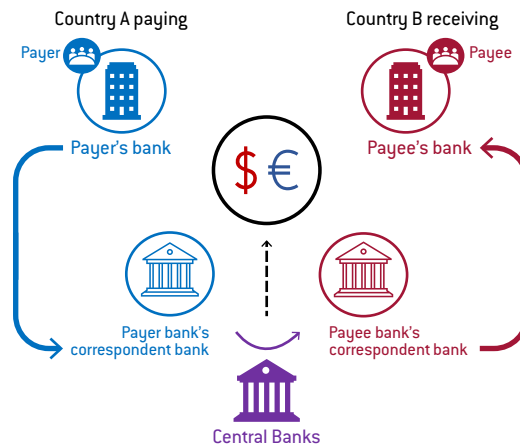 Country A paying
Country B receiving
Payer
Payee
Payer's bank
Payee's bank
$ €
Payer bank's
correspondent bank
Payee bank's
correspondent bank
Central Banks